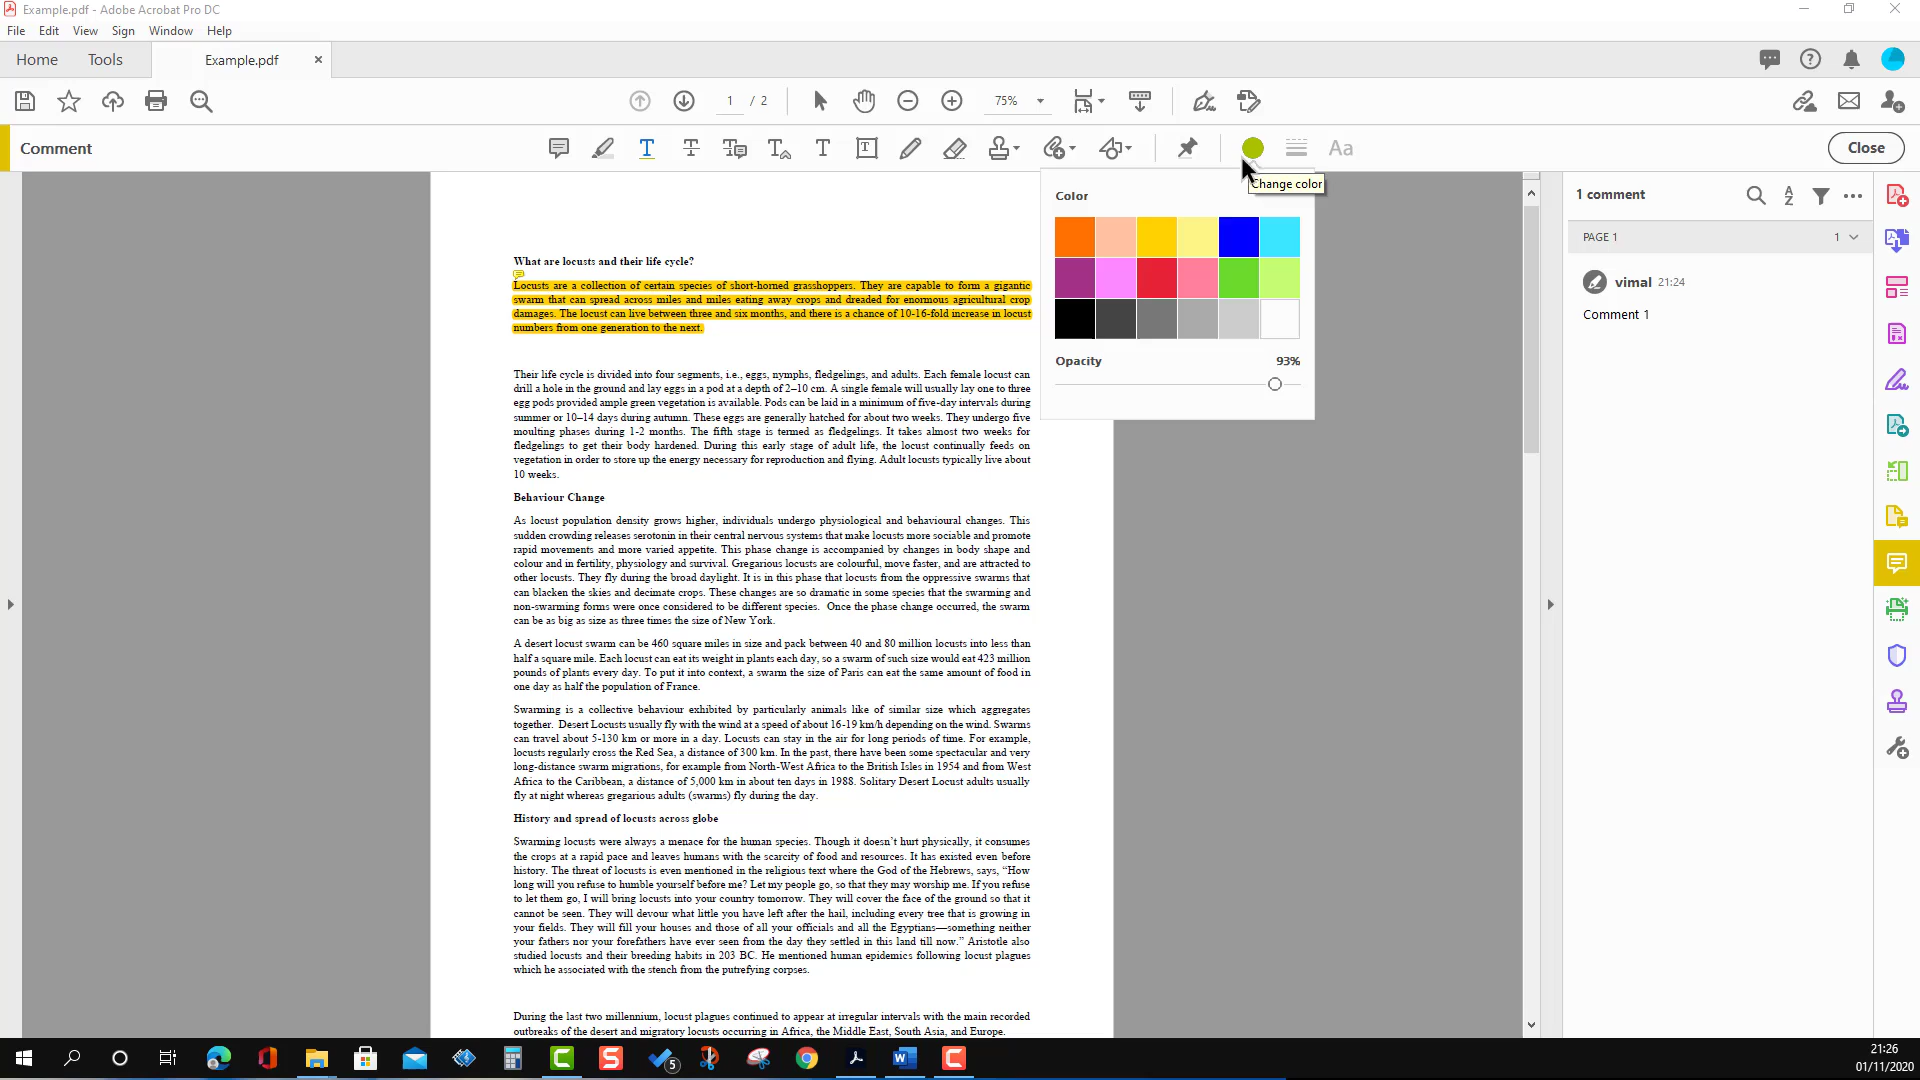 Example.pdf - Adobe Acrobat Pro DC
File Edit View Sign Window Help
Home Tools Example.pdf
1 / 2 75%
Comment
T T T T T T Aa
Close
Change color
Color
Opacity 93%
1 comment
A
Z
PAGE 1 1
vimal 21:24
Comment 1
What are locusts and their life cycle?
Locusts are a collection of certain species of short-horned grasshoppers. They are capable to form a gigantic
swarm that can spread across miles and miles eating away crops and dreaded for enormous agricultural crop
damages. The locust can live between three and six months, and there is a chance of 10-16-fold increase in locust
numbers from one generation to the next.
Their life cycle is divided into four segments, i.e., eggs, nymphs, fledgelings, and adults. Each female locust can
drill a hole in the ground and lay eggs in a pod at a depth of 2–10 cm. A single female will usually lay one to three
egg pods provided ample green vegetation is available. Pods can be laid in a minimum of five-day intervals during
summer or 10–14 days during autumn. These eggs are generally hatched for about two weeks. They undergo five
moulting phases during 1-2 months. The fifth stage is termed as fledgelings. It takes almost two weeks for
fledgelings to get their body hardened. During this early stage of adult life, the locust continually feeds on
vegetation in order to store up the energy necessary for reproduction and flying. Adult locusts typically live about
10 weeks.
Behaviour Change
As locust population density grows higher, individuals undergo physiological and behavioural changes. This
sudden crowding releases serotonin in their central nervous systems that make locusts more sociable and promote
rapid movements and more varied appetite. This phase change is accompanied by changes in body shape and
colour and in fertility, physiology and survival. Gregarious locusts are colourful, move faster, and are attracted to
other locusts. They fly during the broad daylight. It is in this phase that locusts from the oppressive swarms that
can blacken the skies and decimate crops. These changes are so dramatic in some species that the swarming and
non-swarming forms were once considered to be different species. Once the phase change occurred, the swarm
can be as big as size as three times the size of New York.
A desert locust swarm can be 460 square miles in size and pack between 40 and 80 million locusts into less than
half a square mile. Each locust can eat its weight in plants each day, so a swarm of such size would eat 423 million
pounds of plants every day. To put it into context, a swarm the size of Paris can eat the same amount of food in
one day as half the population of France.
Swarming is a collective behaviour exhibited by particularly animals like of similar size which aggregates
together. Desert Locusts usually fly with the wind at a speed of about 16-19 km/h depending on the wind. Swarms
can travel about 5-130 km or more in a day. Locusts can stay in the air for long periods of time. For example,
locusts regularly cross the Red Sea, a distance of 300 km. In the past, there have been some spectacular and very
long-distance swarm migrations, for example from North-West Africa to the British Isles in 1954 and from West
Africa to the Caribbean, a distance of 5,000 km in about ten days in 1988. Solitary Desert Locust adults usually
fly at night whereas gregarious adults (swarms) fly during the day.
History and spread of locusts across globe
Swarming locusts were always a menace for the human species. Though it doesn't hurt physically, it consumes
the crops at a rapid pace and leaves humans with the scarcity of food and resources. It has existed even before
history. The threat of locusts is even mentioned in the religious text where the God of the Hebrews, says, “How
long will you refuse to humble yourself before me? Let my people go, so that they may worship me. If you refuse
to let them go, I will bring locusts into your country tomorrow. They will cover the face of the ground so that it
cannot be seen. They will devour what little you have left after the hail, including every tree that is growing in
your fields. They will fill your houses and those of all your officials and all the Egyptians—something neither
your fathers nor your forefathers have ever seen from the day they settled in this land till now.” Aristotle also
studied locusts and their breeding habits in 203 BC. He mentioned human epidemics following locust plagues
which he associated with the stench from the putrefying corpses.
During the last two millennium, locust plagues continued to appear at irregular intervals with the main recorded
outbreaks of the desert and migratory locusts occurring in Africa, the Middle East, South Asia, and Europe.
5
21:26
01/11/2020